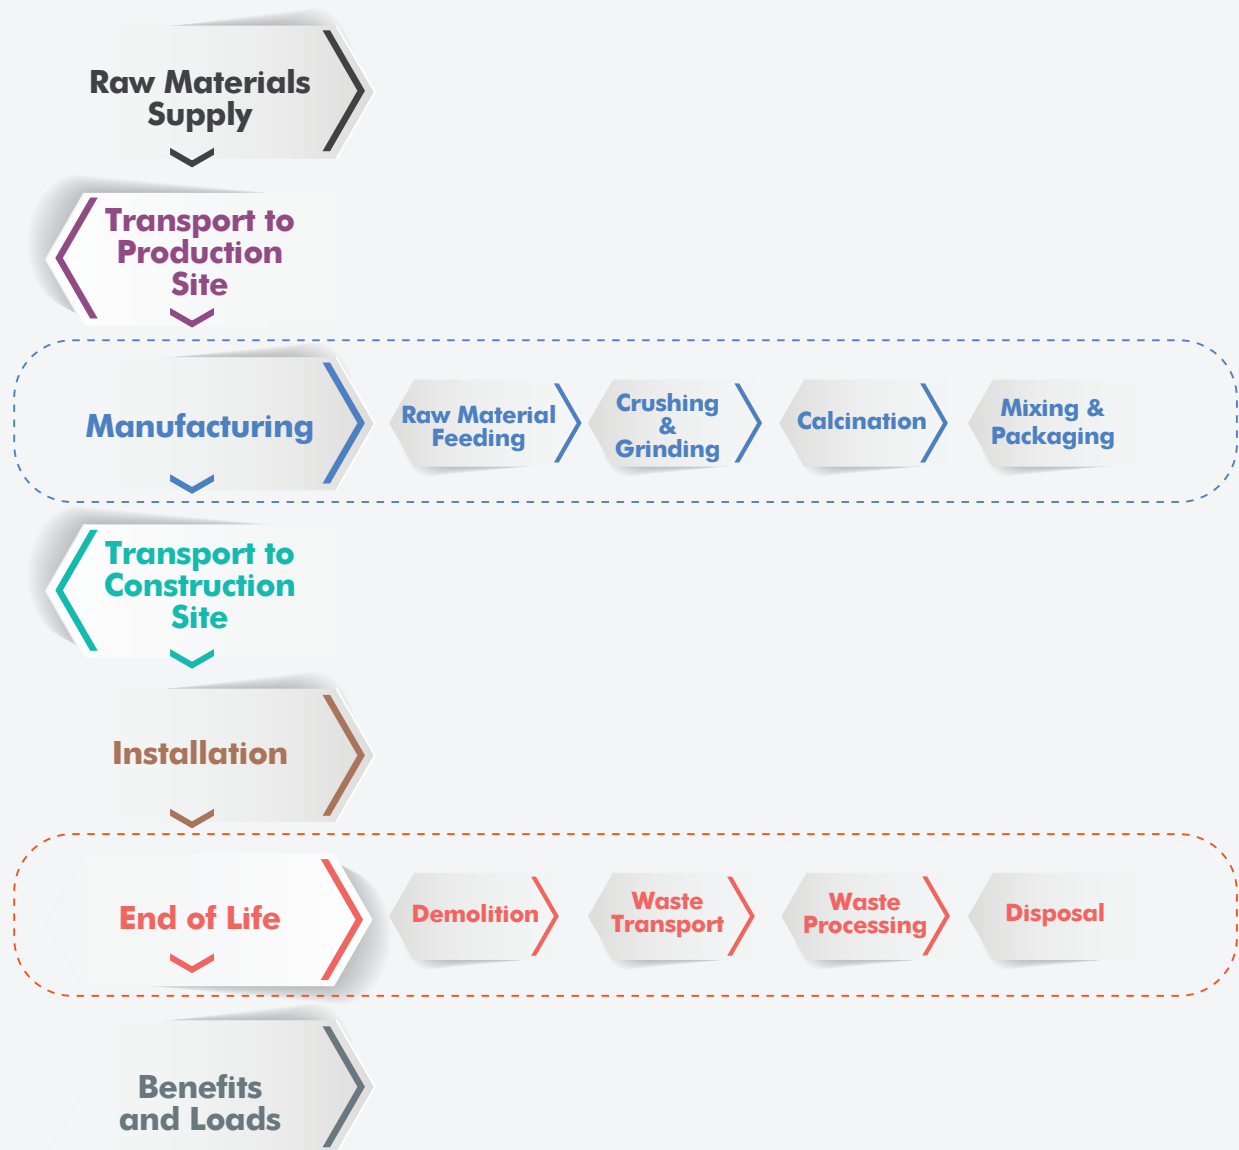 Raw Materials
Supply
Transport to
Production
Site
Manufacturing
Raw Material
Feeding
Crushing
&
Grinding
Calcination
Mixing &
Packaging
Transport to
Construction
Site
Installation
End of Life
Demolition
Waste
Transport
Waste
Processing
Disposal
Benefits
and Loads